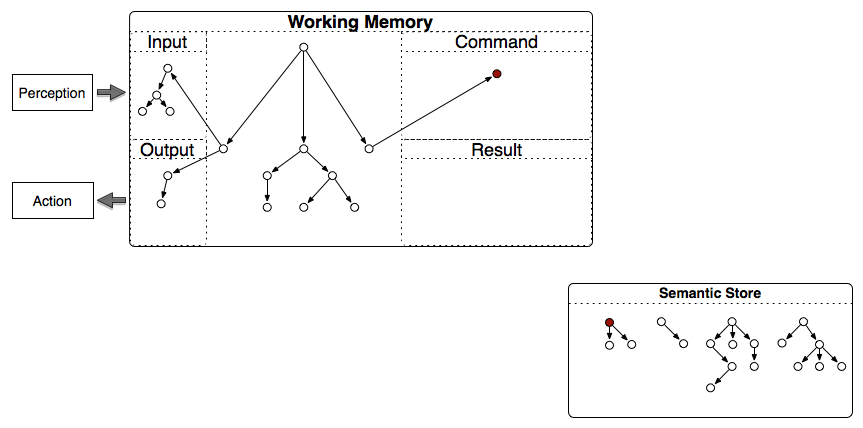 Working Memory
Input
Command
Perception
Output
Result
Action
Semantic Store